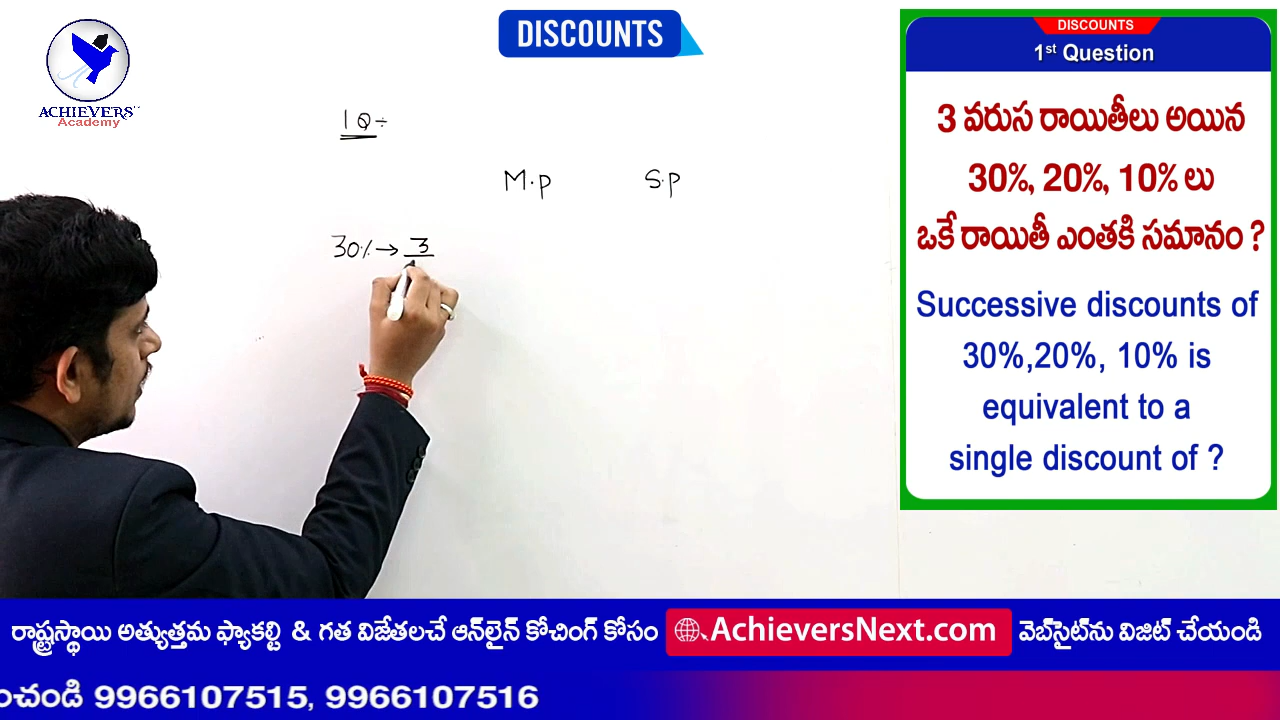 DISCOUNTS
ACHIEVERS
Academy
1Q÷
M.p S.p
30% → 3
DISCOUNTS
1st Question
3 వరుస రాయితీలు అయిన
30%, 20%, 10% లు
ఒకే రాయితీ ఎంతకి సమానం ?
Successive discounts of
30%,20%, 10% is
equivalent to a
single discount of ?
రాష్ట్రస్థాయి అత్యుత్తమ ఫ్యాకల్టి & గత విజేతలచే ఆన్‌లైన్ కోచింగ్ కోసం AchieversNext.com వెబ్‌సైట్‌ను విజిట్ చేయండి
9966107515, 9966107516